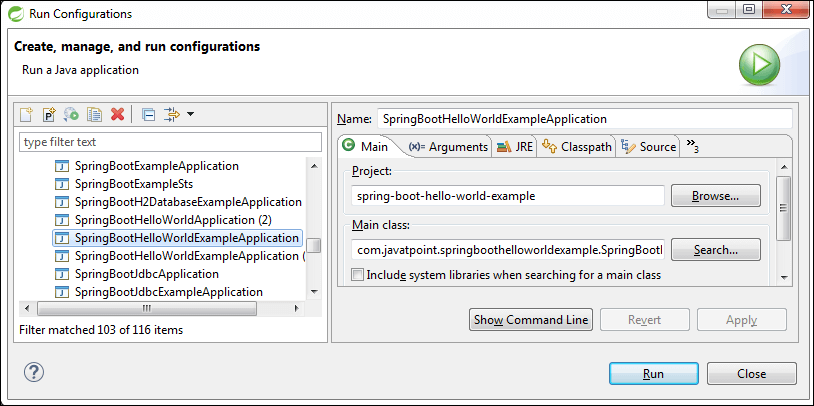 Run Configurations
Create, manage, and run configurations
Run a Java application
type filter text
SpringBootExampleApplication
SpringBootExampleSts
SpringBootH2DatabaseExampleApplication
SpringBootHelloWorldApplication (2)
SpringBootHelloWorldExampleApplication
SpringBootHelloWorldExampleApplication (
SpringBootJdbcApplication
SpringBootJdbcExampleApplication
Filter matched 103 of 116 items
Name: SpringBootHelloWorldExampleApplication
Main (x)= Arguments JRE Classpath Source »3
Project:
spring-boot-hello-world-example Browse...
Main class:
com.javatpoint.springboothelloworldexample.SpringBootl Search...
Include system libraries when searching for a main class
Show Command Line Revert Apply
Run Close